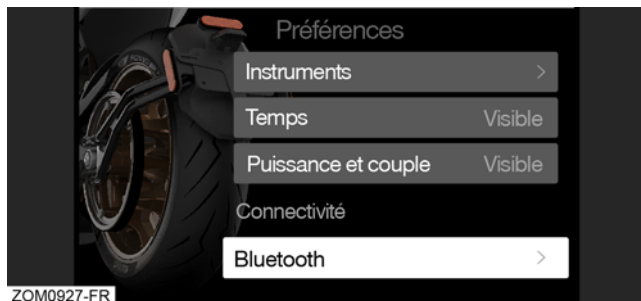 Préférences
Instruments
Temps Visible
Puissance et couple Visible
Connectivité
Bluetooth
ZOM0927-FR